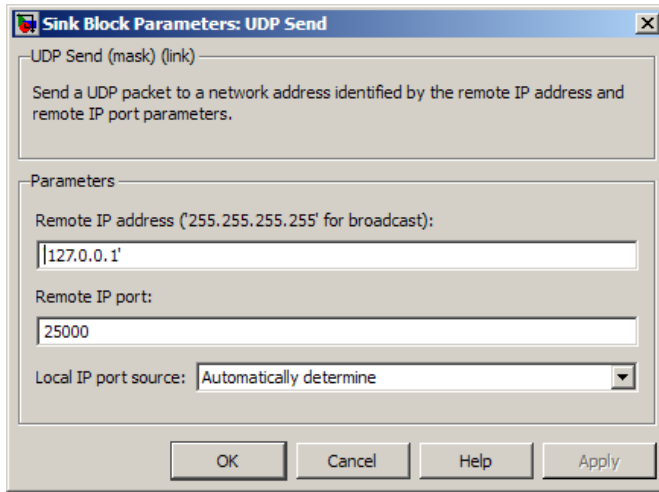 Sink Block Parameters: UDP Send
UDP Send (mask) (link)
Send a UDP packet to a network address identified by the remote IP address and
remote IP port parameters.
Parameters
Remote IP address ('255.255.255.255' for broadcast):
127.0.0.1'
Remote IP port:
25000
Local IP port source: Automatically determine
OK Cancel Help Apply